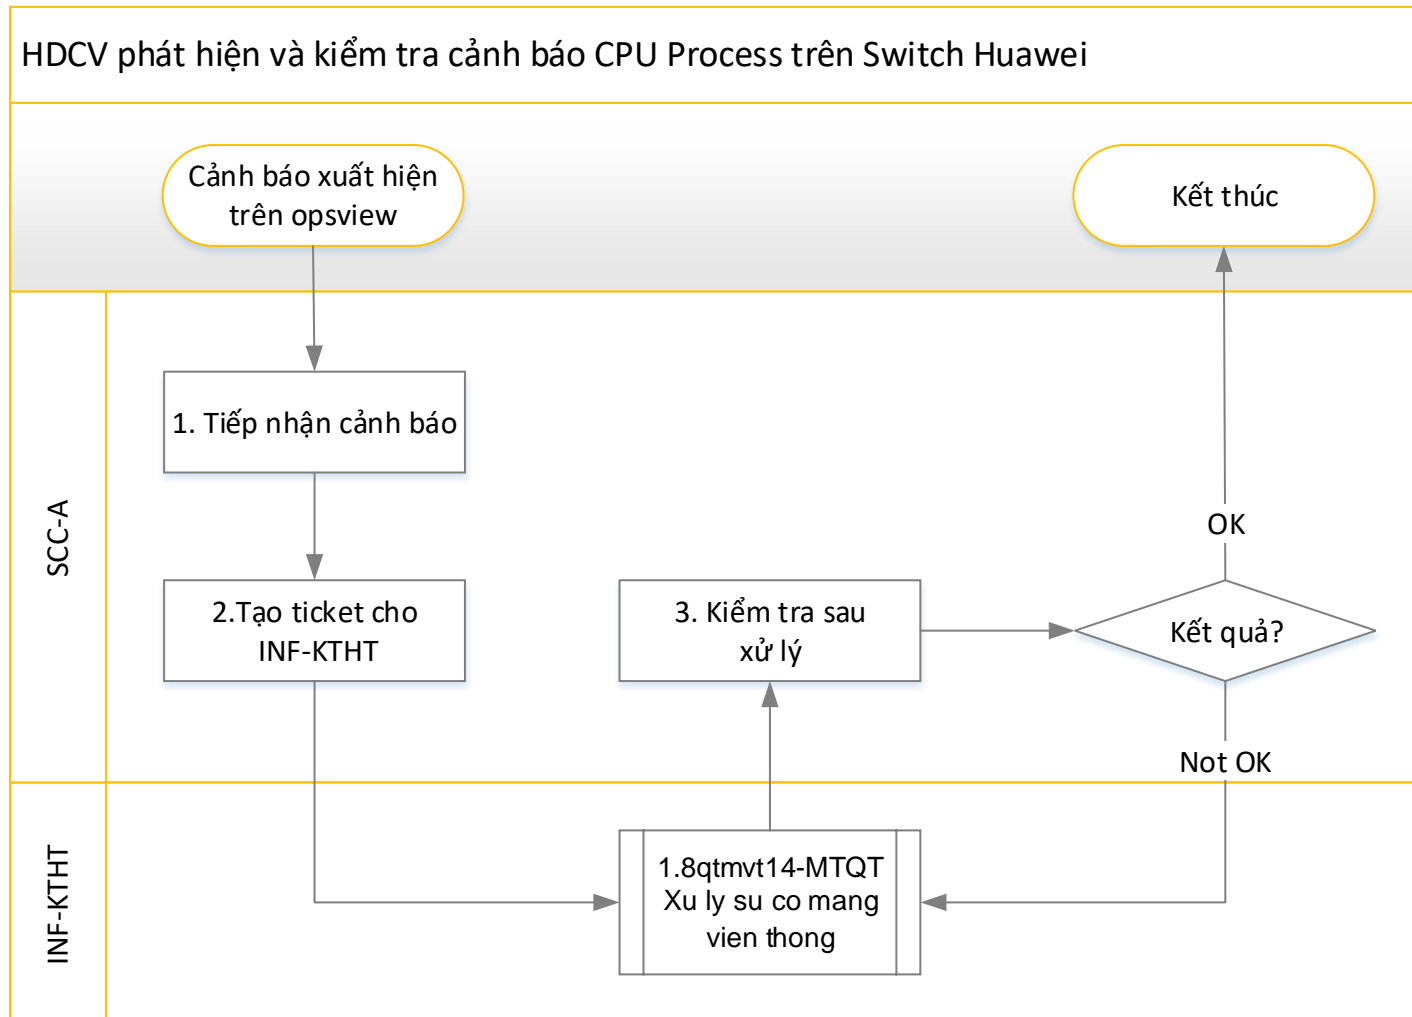 HDCV phát hiện và kiểm tra cảnh báo CPU Process trên Switch Huawei
Cảnh báo xuất hiện
trên opsview
Kết thúc
SCC-A
1. Tiếp nhận cảnh báo
2.Tạo ticket cho
INF-KTHT
3. Kiểm tra sau
xử lý
Kết quả?
OK
Not OK
INF-KTHT
1.8qtmvt14-MTQT
Xu ly su co mang
vien thong